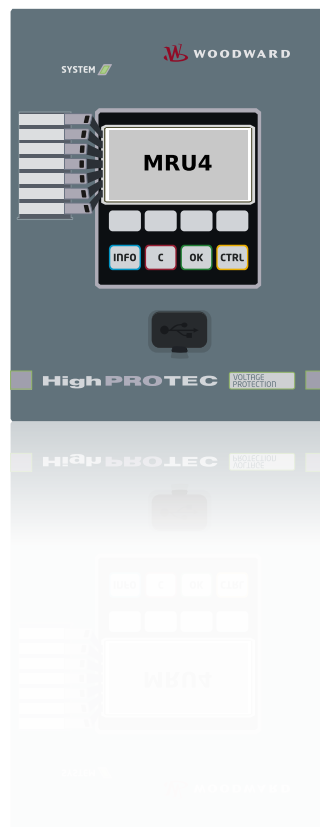 WOODWARD
SYSTEM
MRU4
INFO C OK CTRL
HighPROTEC
VOLTAGE
PROTECTION